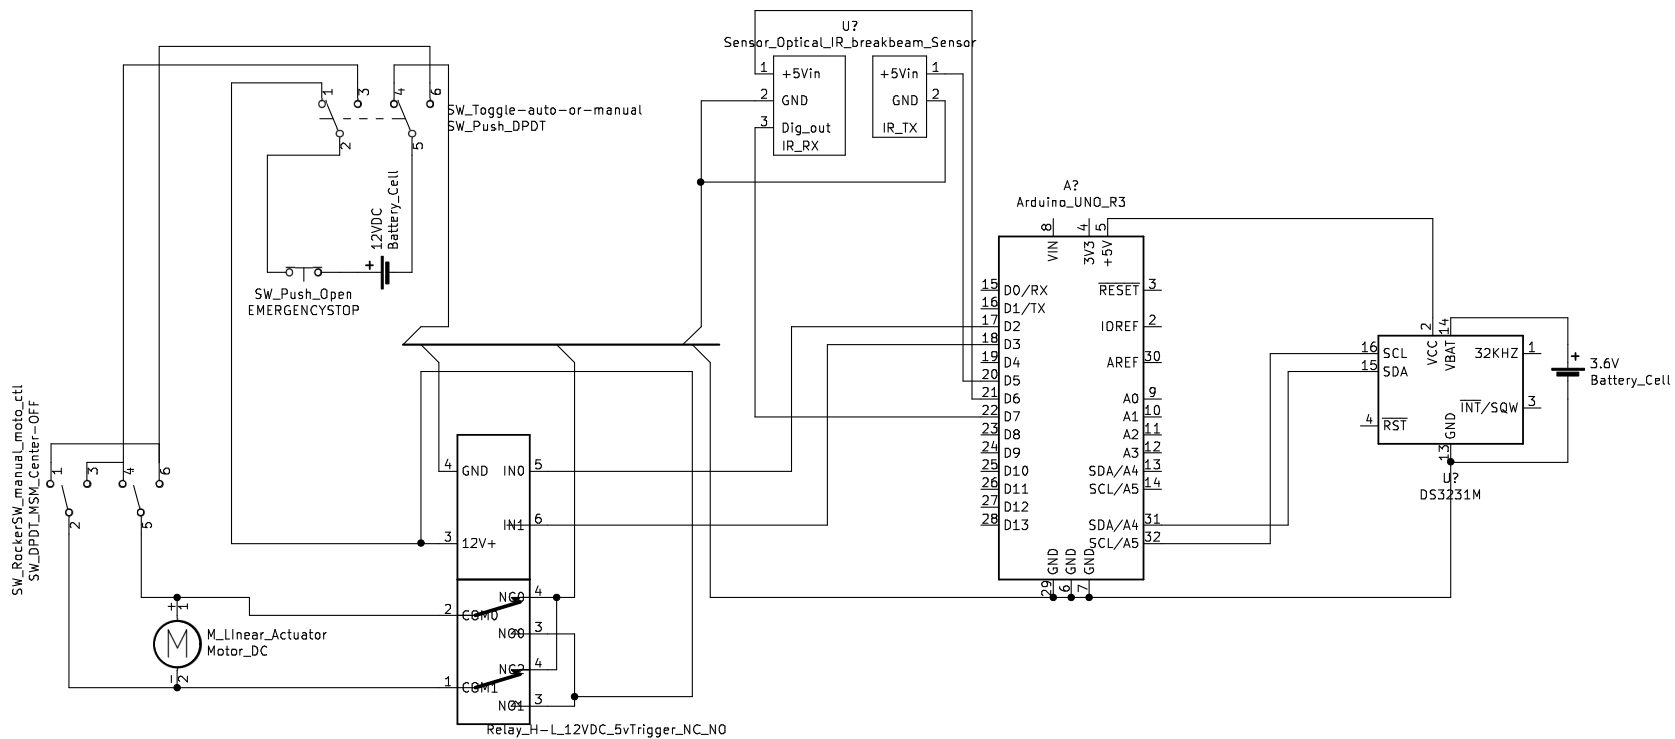 U?
Sensor_Optical_IR_breakbeam_Sensor
1
+5Vin
2
GND
3
Dig_out
IR_RX
+5Vin
1
GND
2
IR_TX
1
3
4
6
2
5
SW_Toggle-auto-or-manual
SW_Push_DPDT
12VDC
Battery_Cell
+
SW_Push_Open
EMERGENCYSTOP
A?
Arduino_UNO_R3
8
4
5
VIN
3V3
+5V
15
D0/RX
16
D1/TX
17
D2
18
D3
19
D4
20
D5
21
D6
22
D7
23
D8
24
D9
25
D10
26
D11
27
D12
28
D13
RESET
3
IOREF
2
AREF
30
A0
9
A1
10
A2
11
A3
12
SDA/A4
13
SCL/A5
14
SDA/A4
31
SCL/A5
32
GND
GND
GND
29
6
7
2
14
VCC
VBAT
16
SCL
15
SDA
4
RST
32KHZ
1
INT/SQW
3
GND
13
U?
DS3231M
+
3.6V
Battery_Cell
SW_RockerSW_manual_moto_ctl
SW_DPDT_MSM_Center-OFF
1
3
4
6
2
5
4
GND
IN0
5
IN1
6
3
12V+
2
COM0
NC0
4
NO0
3
NC2
4
1
COM1
NO1
3
Relay_H-L_12VDC_5vTrigger_NC_NO
+
1
M
M_LInear_Actuator
Motor_DC
-
2